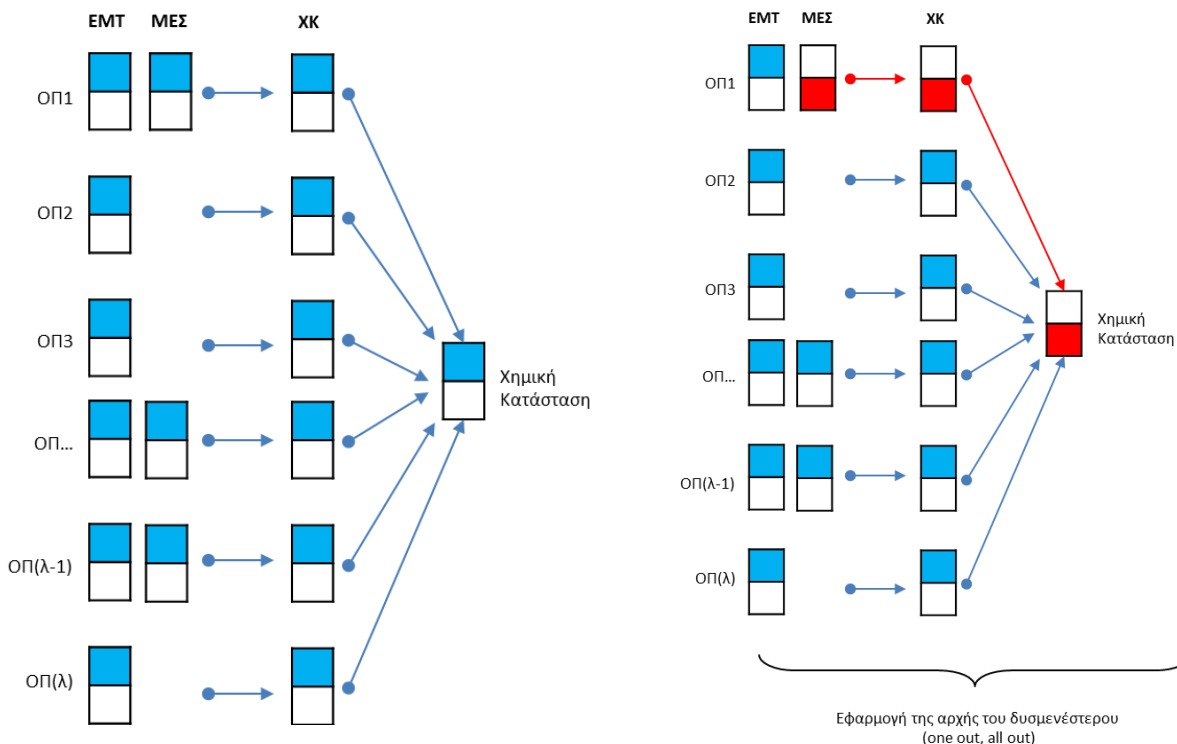 ΕΜΤ ΜΕΣ ΧΚ
ΟΠ1
ΟΠ2
ΟΠ3
ΟΠ...
ΟΠ(λ-1)
ΟΠ(λ)
Χημική
Κατάσταση
ΕΜΤ ΜΕΣ ΧΚ
ΟΠ1
ΟΠ2
ΟΠ3
ΟΠ...
ΟΠ(λ-1)
ΟΠ(λ)
Χημική
Κατάσταση
Εφαρμογή της αρχής του δυσμενέστερου
(one out, all out)